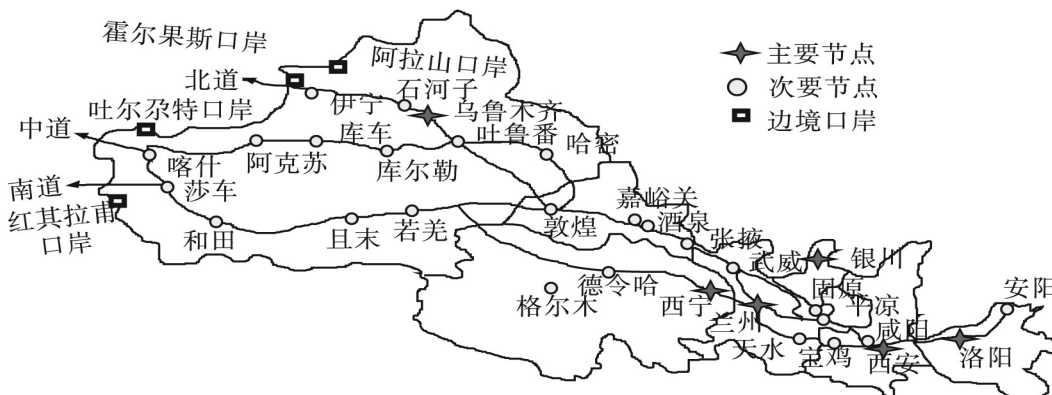 霍尔果斯口岸
阿拉山口岸
主要节点
北道
石河子
次要节点
伊宁
乌鲁木齐
边境口岸
吐尔尕特口岸
中道
库车
吐鲁番
哈密
阿克苏
库尔勒
喀什
南道
莎车
嘉峪关
红其拉甫
口岸
酒泉
和田
且末
若羌
敦煌
张掖
武威
银川
德令哈
固原
安阳
格尔木
西宁
平凉
兰州
咸阳
天水
宝鸡
西安
洛阳